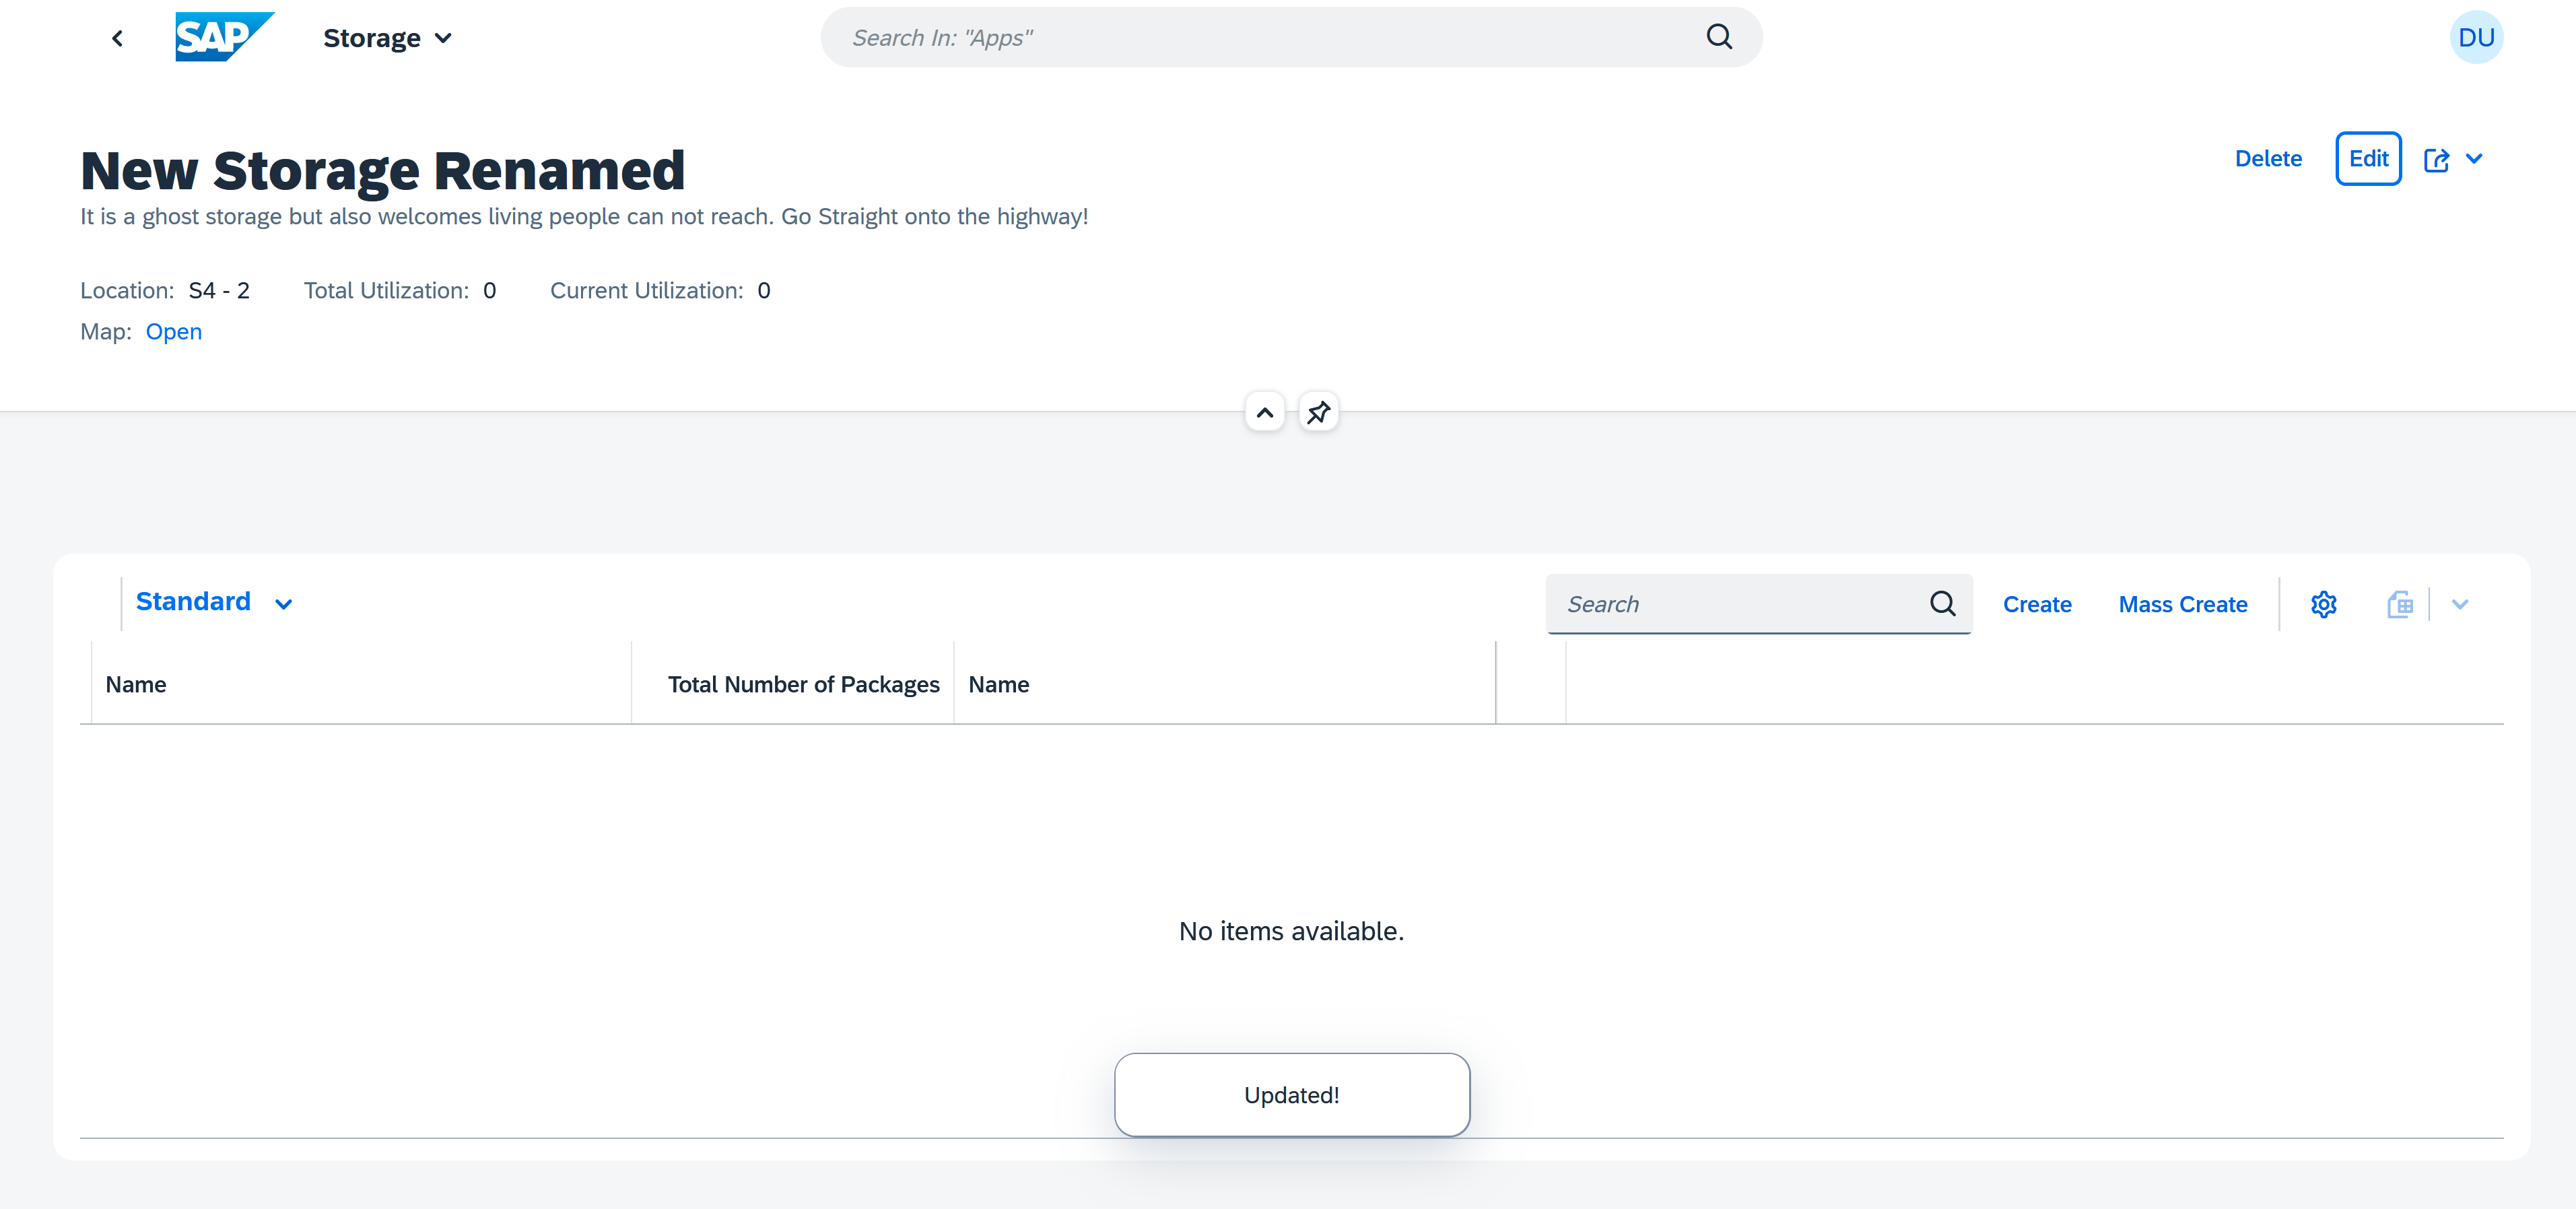 SAP
Storage
Search In: "Apps"
DU
New Storage Renamed
Delete
Edit
It is a ghost storage but also welcomes living people can not reach. Go Straight onto the highway!
Location: S4 - 2
Total Utilization: 0
Current Utilization: 0
Map: Open
Standard
Search
Create
Mass Create
Name
Total Number of Packages
Name
No items available.
Updated!